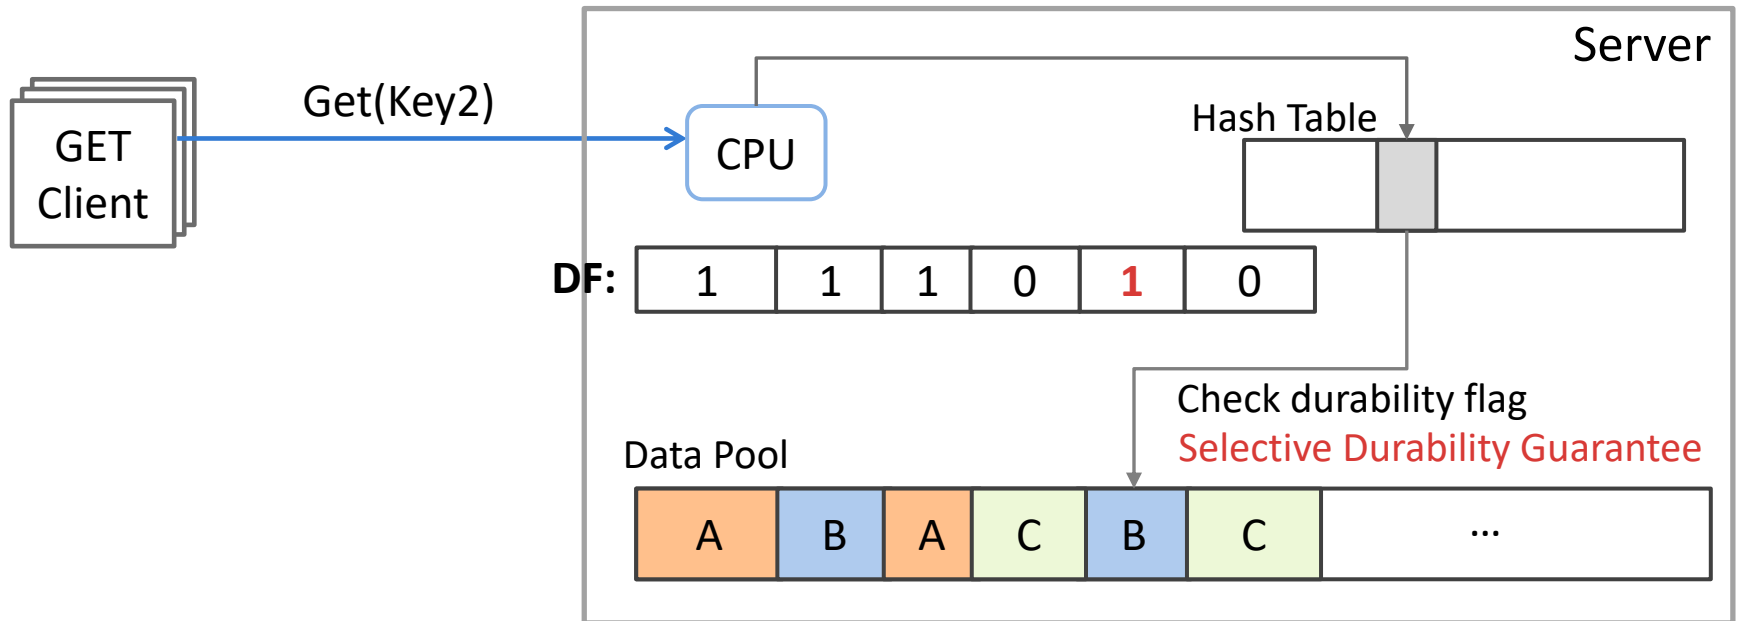 Server
GET
Client
Get(Key2)
CPU
Hash Table
DF: 1 1 1 0 1 0
Check durability flag
Selective Durability Guarantee
Data Pool
A B A C B C ...